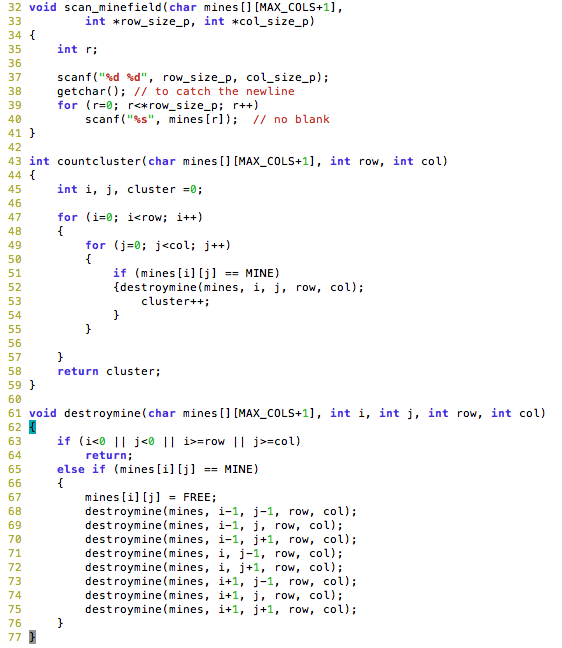 32 void scan_minefield(char mines[][MAX_COLS+1],
33         int *row_size_p, int *col_size_p)
34 {
35     int r;
36
37     scanf("%d %d", row_size_p, col_size_p);
38     getchar(); // to catch the newline
39     for (r=0; r<*row_size_p; r++)
40         scanf("%s", mines[r]);  // no blank
41 }
42
43 int countcluster(char mines[][MAX_COLS+1], int row, int col)
44 {
45     int i, j, cluster =0;
46
47     for (i=0; i<row; i++)
48     {
49         for (j=0; j<col; j++)
50         {
51             if (mines[i][j] == MINE)
52             {destroymine(mines, i, j, row, col);
53                 cluster++;
54             }
55         }
56
57     }
58     return cluster;
59 }
60
61 void destroymine(char mines[][MAX_COLS+1], int i, int j, int row, int col)
62 {
63     if (i<0 || j<0 || i>=row || j>=col)
64         return;
65     else if (mines[i][j] == MINE)
66     {
67         mines[i][j] = FREE;
68         destroymine(mines, i-1, j-1, row, col);
69         destroymine(mines, i-1, j, row, col);
70         destroymine(mines, i-1, j+1, row, col);
71         destroymine(mines, i, j-1, row, col);
72         destroymine(mines, i, j+1, row, col);
73         destroymine(mines, i+1, j-1, row, col);
74         destroymine(mines, i+1, j, row, col);
75         destroymine(mines, i+1, j+1, row, col);
76     }
77 }